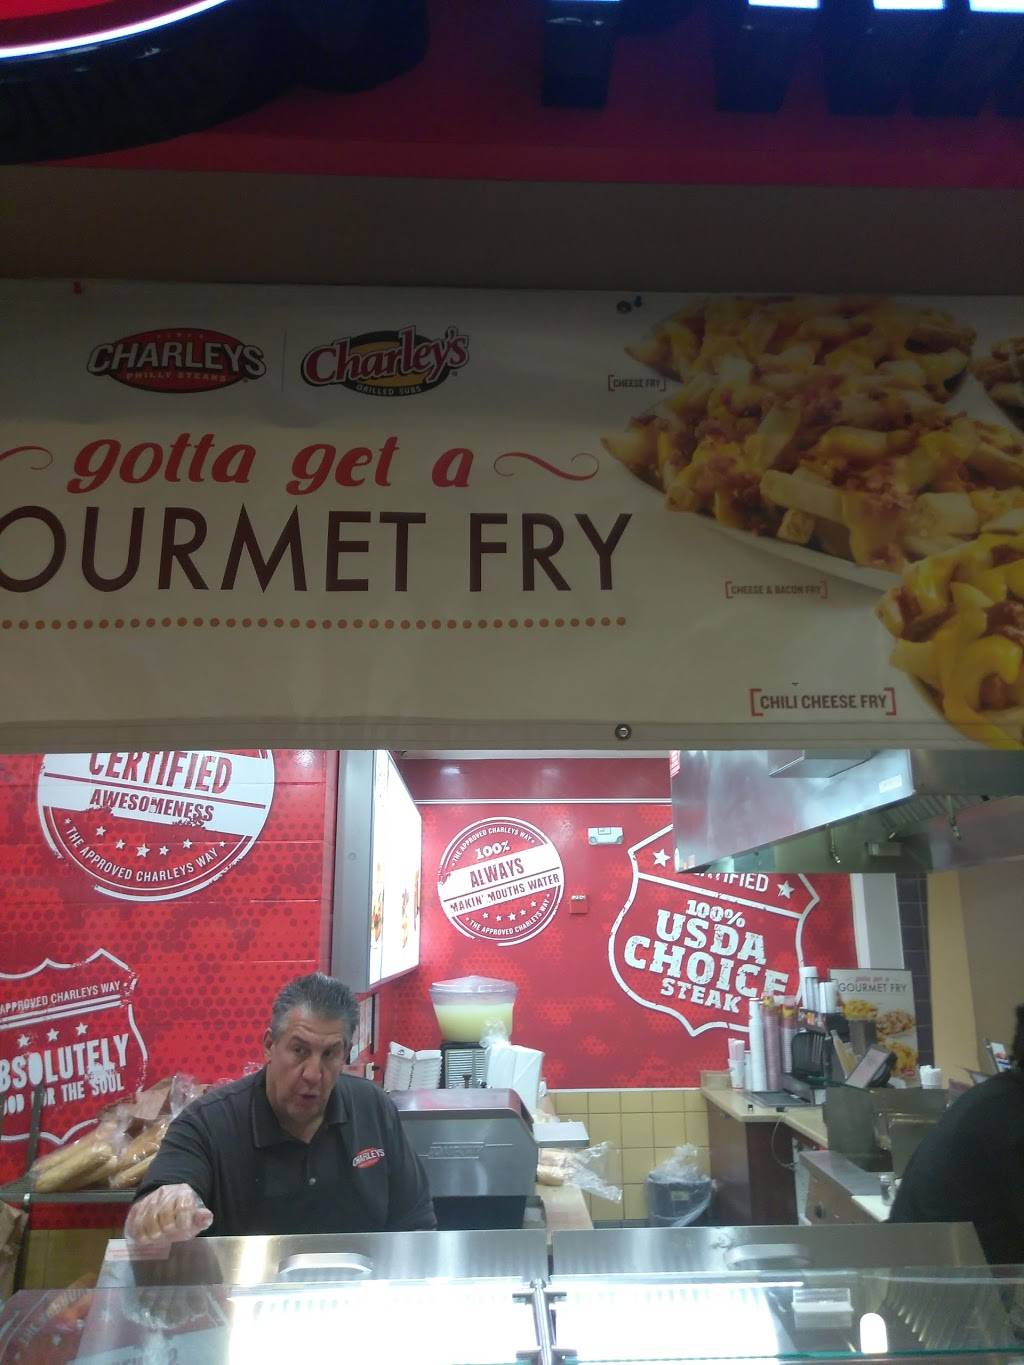 CHARLEYS
PHILLY STEAKS
Charley's
GRILLED SUBS
[CHEESE FRY]
gotta get a
OURMET FRY
[CHEESE & BACON FRY]
[CHILI CHEESE FRY]
CERTIFIED
AWESOMENESS
THE APPROVED CHARLEYS WAY
THE APPROVED CHARLEYS WAY
100%
ALWAYS
MAKIN' MOUTHS WATER
THE APPROVED CHARLEYS WAY
TIFIED
100%
USDA
CHOICE
STEAK
APPROVED CHARLEYS WAY
BSOLUTELY
OD FOR THE SOUL
gotta get a
GOURMET FRY
CHARLEYS